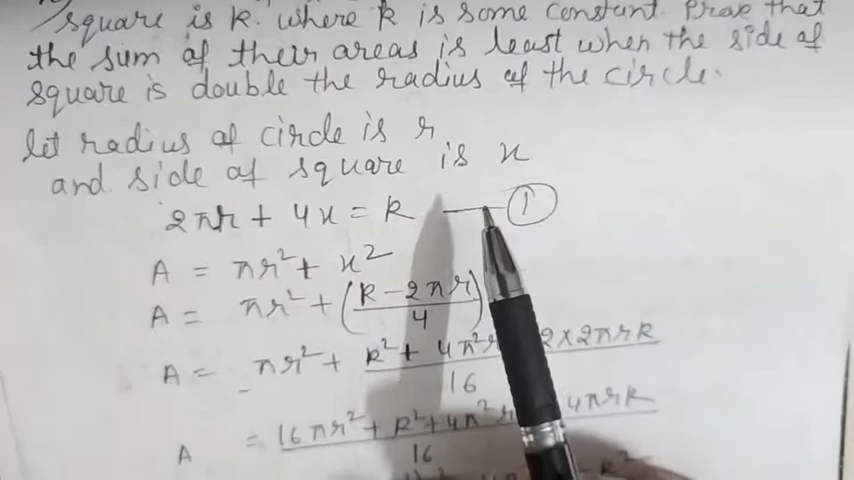 square is k. where k is some constant. Prove that
the sum of their areas is least when the side of
square is double the radius of the circle.
let radius of circle is r
and side of square is x
2πr + 4x = k — ①
A = πr² + x²
A = πr² + (k - 2πr / 4)
A = πr² + k² + 4π²r 2×2πrk / 16
A = 16πr² + k² + 4π²r 4πrk / 16
k²